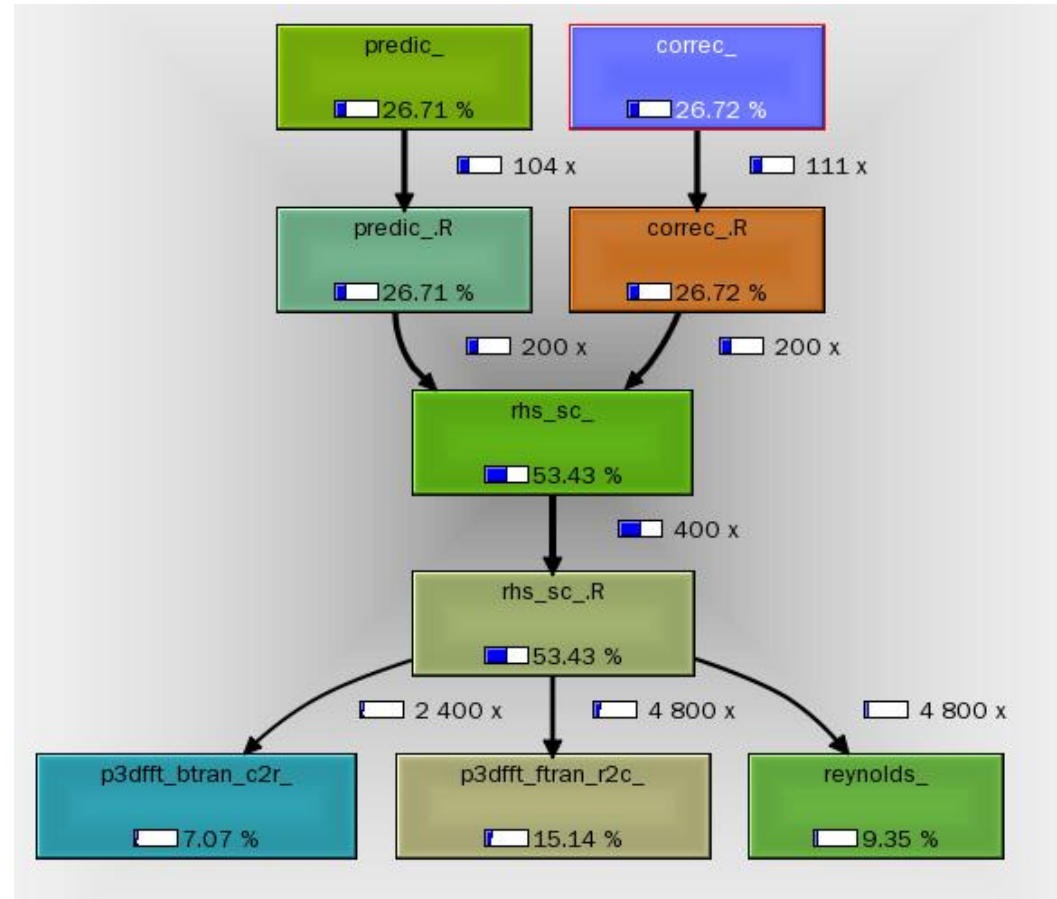 predic_
26.71 %
correc_
26.72 %
104 x
111 x
predic_.R
26.71 %
correc_.R
26.72 %
200 x
200 x
rhs_sc_
53.43 %
400 x
rhs_sc_.R
53.43 %
2 400 x
4 800 x
4 800 x
p3dfft_btran_c2r_
7.07 %
p3dfft_ftran_r2c_
15.14 %
reynolds_
9.35 %